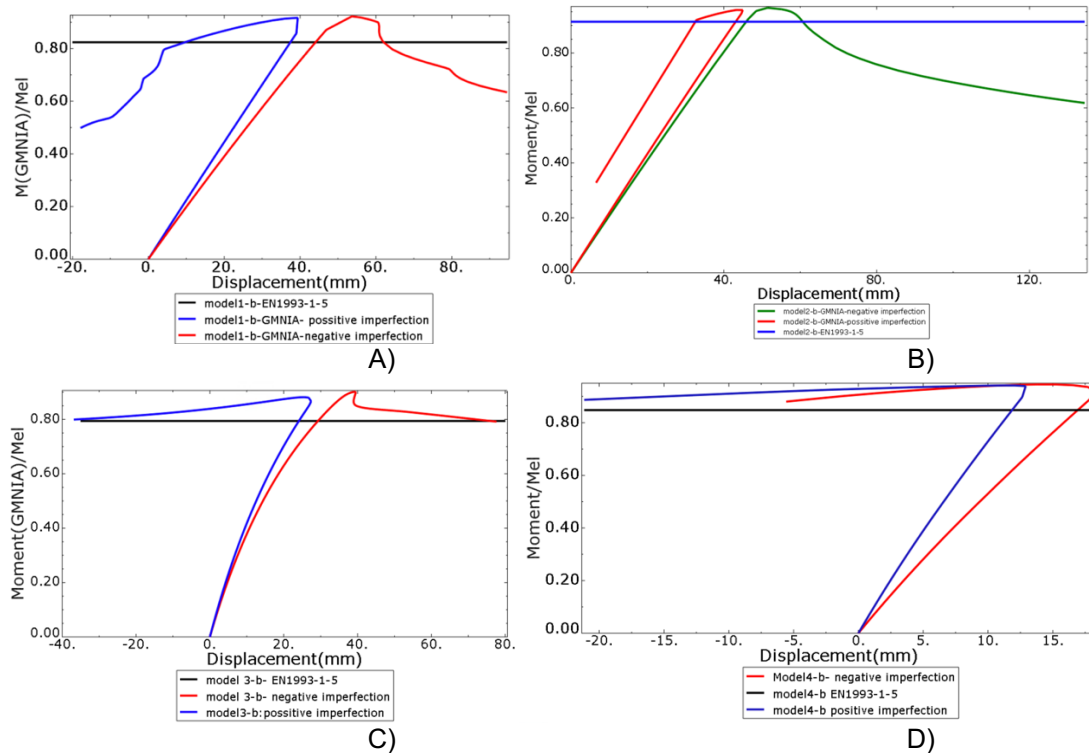 M(GMNIA)/Mel
0.80
0.60
0.40
0.20
0.00
-20. 0. 20. 40. 60. 80.
Displacement(mm)
model1-b-EN1993-1-5
model1-b-GMNIA- possitive imperfection
model1-b-GMNIA-negative imperfection
A)
Moment/Mel
0.80
0.60
0.40
0.20
0.00
0. 40. 80. 120.
Displacement(mm)
model2-b-GMNIA-negative imperfection
model2-b-GMNIA-possitive imperfection
model2-b-EN1993-1-5
B)
Moment(GMNIA)/Mel
0.80
0.60
0.40
0.20
0.00
-40. -20. 0. 20. 40. 60. 80.
Displacement(mm)
model 3-b- EN1993-1-5
model 3-b- negative imperfection
model3-b:possitive imperfection
C)
Moment/Mel
0.80
0.60
0.40
0.20
0.00
-20. -15. -10. -5. 0. 5. 10. 15.
Displacement(mm)
Model4-b- negative imperfection
model4-b EN1993-1-5
model4-b positive imperfection
D)